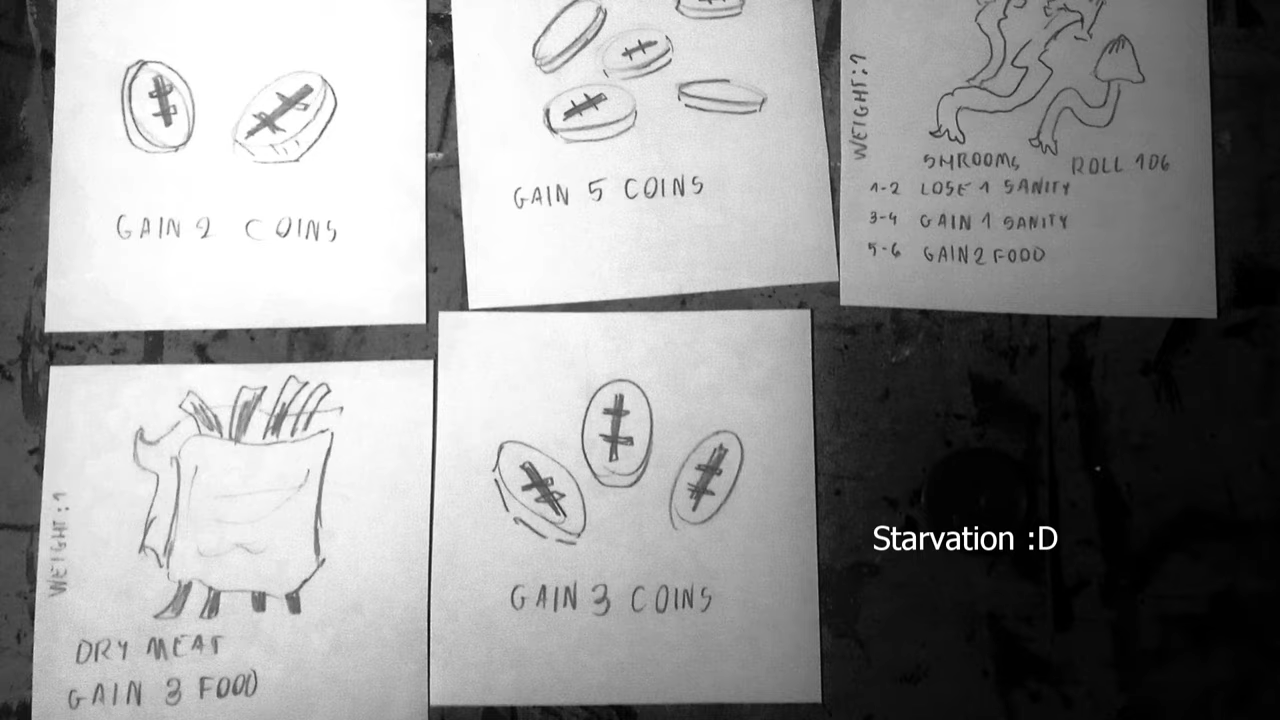 GAIN 2 COINS
GAIN 5 COINS
WEIGHT:1
SHROOMS ROLL 1D6
1-2 LOSE 1 SANITY
3-4 GAIN 1 SANITY
5-6 GAIN 2 FOOD
WEIGHT:1
DRY MEAT
GAIN 3 FOOD
GAIN 3 COINS
Starvation :D